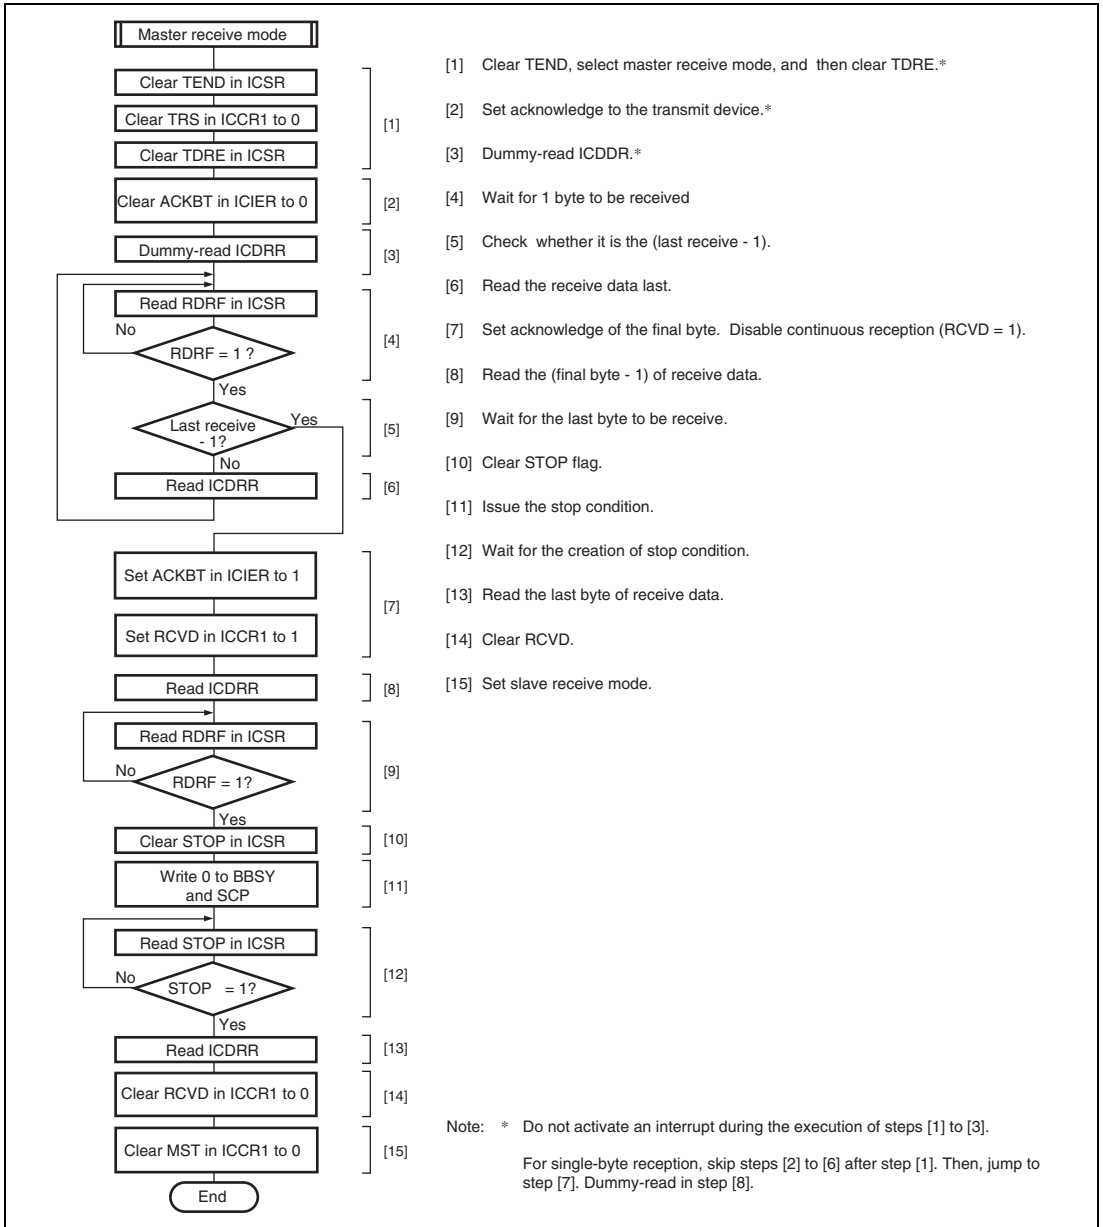 Master receive mode
Clear TEND in ICSR
Clear TRS in ICCR1 to 0
Clear TDRE in ICSR
[1]
Clear ACKBT in ICIER to 0
[2]
Dummy-read ICDRR
[3]
Read RDRF in ICSR
No
RDRF = 1 ?
[4]
Yes
Last receive
- 1?
Yes
[5]
No
Read ICDRR
[6]
Set ACKBT in ICIER to 1
[7]
Set RCVD in ICCR1 to 1
Read ICDRR
[8]
Read RDRF in ICSR
No
RDRF = 1?
[9]
Yes
Clear STOP in ICSR
[10]
Write 0 to BBSY
and SCP
[11]
Read STOP in ICSR
No
STOP = 1?
[12]
Yes
Read ICDRR
[13]
Clear RCVD in ICCR1 to 0
[14]
Clear MST in ICCR1 to 0
[15]
End
[1] Clear TEND, select master receive mode, and then clear TDRE.*
[2] Set acknowledge to the transmit device.*
[3] Dummy-read ICDDR.*
[4] Wait for 1 byte to be received
[5] Check whether it is the (last receive - 1).
[6] Read the receive data last.
[7] Set acknowledge of the final byte. Disable continuous reception (RCVD = 1).
[8] Read the (final byte - 1) of receive data.
[9] Wait for the last byte to be receive.
[10] Clear STOP flag.
[11] Issue the stop condition.
[12] Wait for the creation of stop condition.
[13] Read the last byte of receive data.
[14] Clear RCVD.
[15] Set slave receive mode.
Note: * Do not activate an interrupt during the execution of steps [1] to [3].
For single-byte reception, skip steps [2] to [6] after step [1]. Then, jump to
step [7]. Dummy-read in step [8].